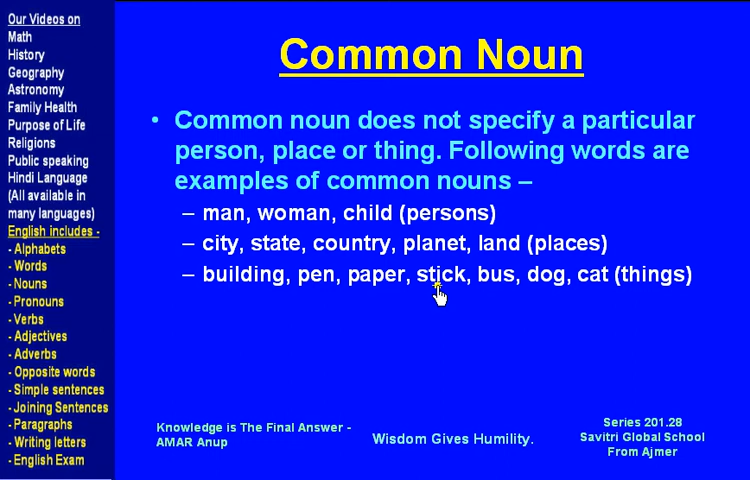 Our Videos on
Math
History
Geography
Astronomy
Family Health
Purpose of Life
Religions
Public speaking
Hindi Language
(All available in
many languages)
English includes -
- Alphabets
- Words
- Nouns
- Pronouns
- Verbs
- Adjectives
- Adverbs
- Opposite words
- Simple sentences
- Joining Sentences
- Paragraphs
- Writing letters
- English Exam
Common Noun
• Common noun does not specify a particular
person, place or thing. Following words are
examples of common nouns –
– man, woman, child (persons)
– city, state, country, planet, land (places)
– building, pen, paper, stick, bus, dog, cat (things)
Knowledge is The Final Answer -
AMAR Anup
Wisdom Gives Humility.
Series 201.28
Savitri Global School
From Ajmer